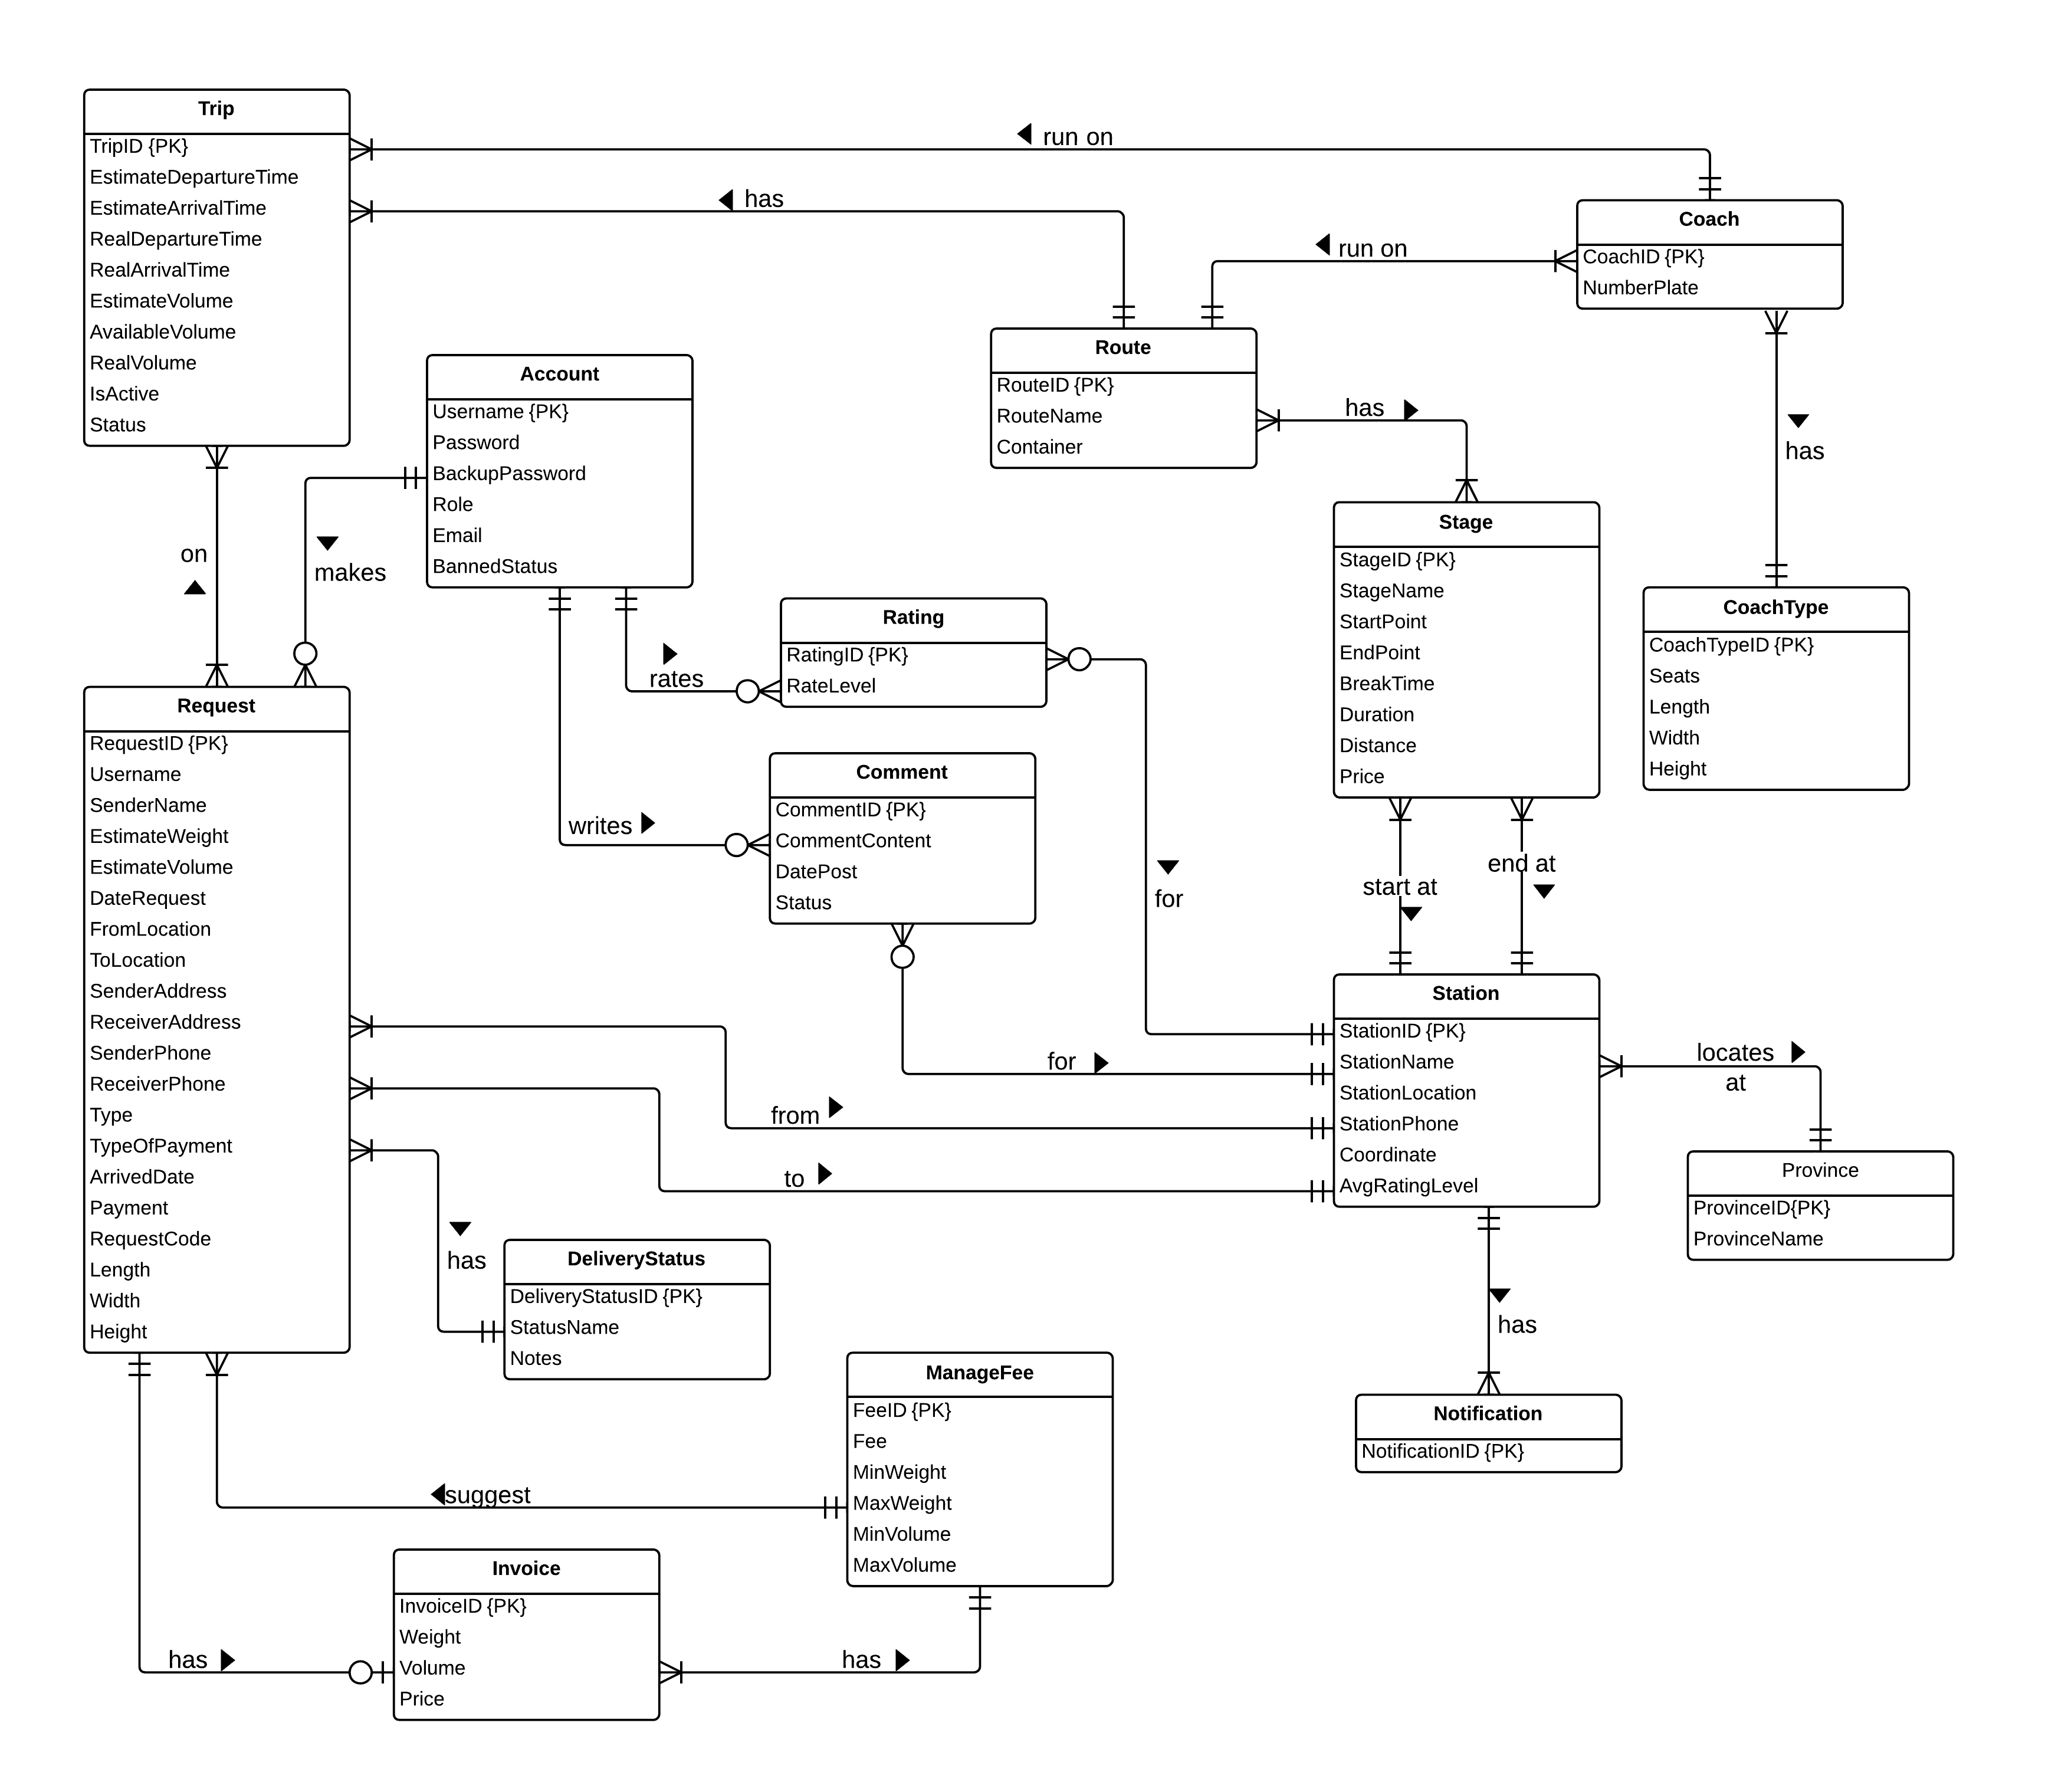 Trip
TripID {PK}
EstimateDepartureTime
EstimateArrivalTime
RealDepartureTime
RealArrivalTime
EstimateVolume
AvailableVolume
RealVolume
IsActive
Status
run on
has
Coach
CoachID {PK}
NumberPlate
run on
Route
RouteID {PK}
RouteName
Container
has
has
Account
Username {PK}
Password
BackupPassword
Role
Email
BannedStatus
on
makes
Stage
StageID {PK}
StageName
StartPoint
EndPoint
BreakTime
Duration
Distance
Price
CoachType
CoachTypeID {PK}
Seats
Length
Width
Height
Rating
RatingID {PK}
RateLevel
rates
Comment
CommentID {PK}
CommentContent
DatePost
Status
writes
for
start at
end at
Request
RequestID {PK}
Username
SenderName
EstimateWeight
EstimateVolume
DateRequest
FromLocation
ToLocation
SenderAddress
ReceiverAddress
SenderPhone
ReceiverPhone
Type
TypeOfPayment
ArrivedDate
Payment
RequestCode
Length
Width
Height
Station
StationID {PK}
StationName
StationLocation
StationPhone
Coordinate
AvgRatingLevel
for
from
to
locates
at
Province
ProvinceID{PK}
ProvinceName
has
DeliveryStatus
DeliveryStatusID {PK}
StatusName
Notes
has
Notification
NotificationID {PK}
ManageFee
FeeID {PK}
Fee
MinWeight
MaxWeight
MinVolume
MaxVolume
suggest
Invoice
InvoiceID {PK}
Weight
Volume
Price
has
has